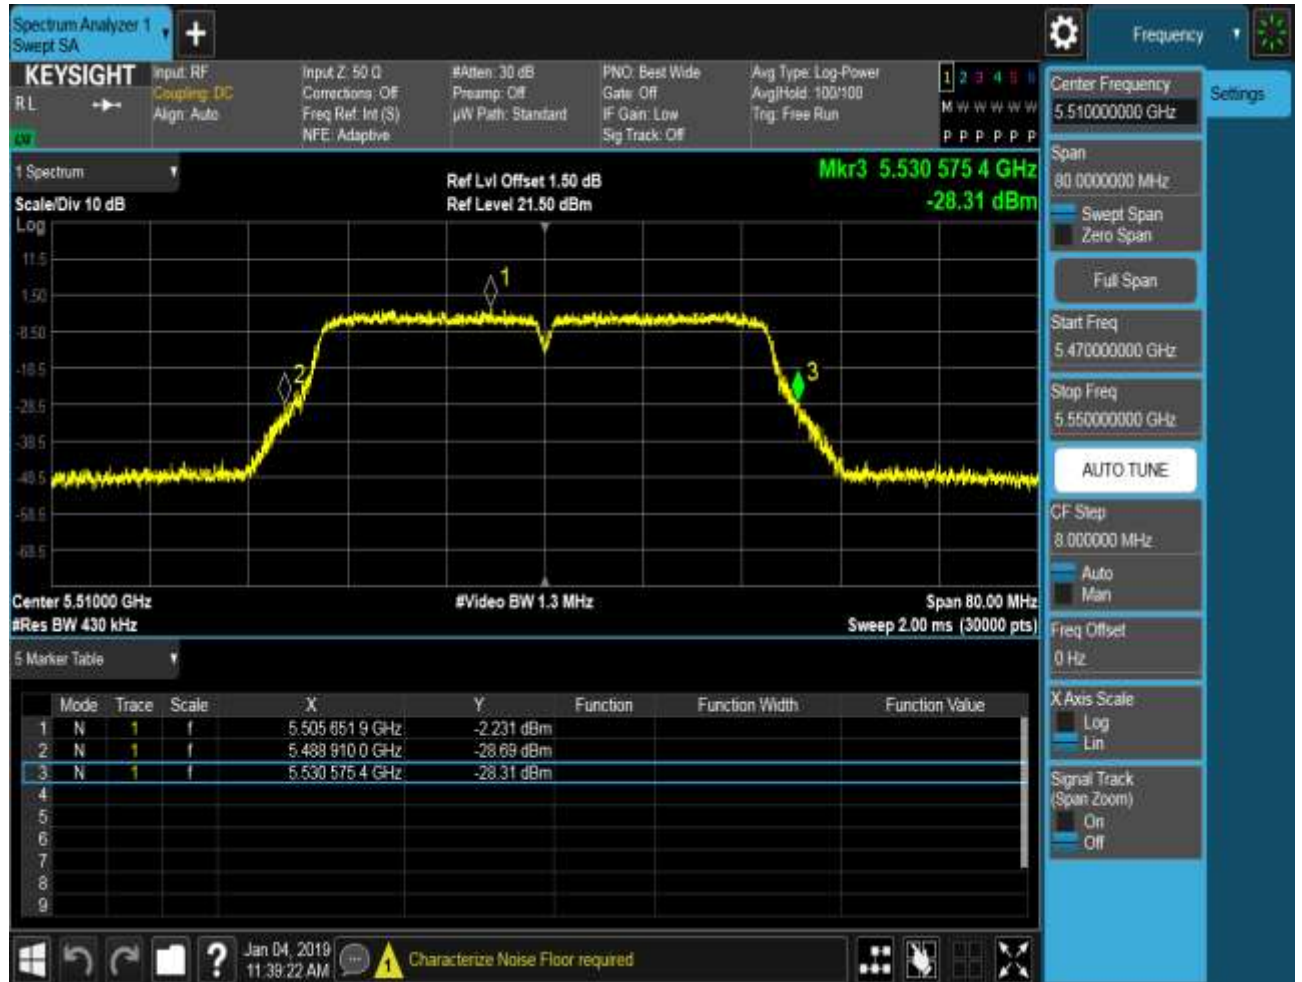 Spectrum Analyzer 1
Swept SA
Frequency
KEYSIGHT
RL
Input: RF
Coupling: DC
Align: Auto
Input Z: 50 Ω
Corrections: Off
Freq Ref: Int (S)
NFE: Adaptive
#Atten: 30 dB
Preamp: Off
µW Path: Standard
PNO: Best Wide
Gate: Off
IF Gain: Low
Sig Track: Off
Avg Type: Log-Power
Avg|Hold: 100/100
Trig: Free Run
1 2 3 4 5 6
M W W W W W
P P P P P P
1 Spectrum
Scale/Div 10 dB
Ref Lvl Offset 1.50 dB
Ref Level 21.50 dBm
Mkr3 5.530 575 4 GHz
-28.31 dBm
Log
11.5
1.50
-8.50
-18.5
-28.5
-38.5
-48.5
-58.5
-68.5
1
2
3
Center 5.51000 GHz
#Video BW 1.3 MHz
Span 80.00 MHz
#Res BW 430 kHz
Sweep 2.00 ms (30000 pts)
5 Marker Table
Mode Trace Scale X Y Function Function Width Function Value
1 N 1 f 5.505 651 9 GHz -2.231 dBm
2 N 1 f 5.488 910 0 GHz -28.69 dBm
3 N 1 f 5.530 575 4 GHz -28.31 dBm
4
5
6
7
8
9
Jan 04, 2019
11:39:22 AM
1
Characterize Noise Floor required
Center Frequency
5.510000000 GHz
Settings
Span
80.0000000 MHz
Swept Span
Zero Span
Full Span
Start Freq
5.470000000 GHz
Stop Freq
5.550000000 GHz
AUTO TUNE
CF Step
8.000000 MHz
Auto
Man
Freq Offset
0 Hz
X Axis Scale
Log
Lin
Signal Track
(Span Zoom)
On
Off